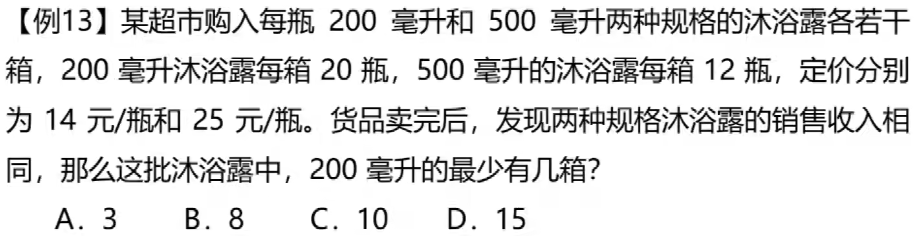 【例13】某超市购入每瓶 200 毫升和 500 毫升两种规格的沐浴露各若干
箱，200 毫升沐浴露每箱 20 瓶，500 毫升的沐浴露每箱 12 瓶，定价分别
为 14 元/瓶和 25 元/瓶。货品卖完后，发现两种规格沐浴露的销售收入相
同，那么这批沐浴露中，200 毫升的最少有几箱？
A．3 B．8 C．10 D．15